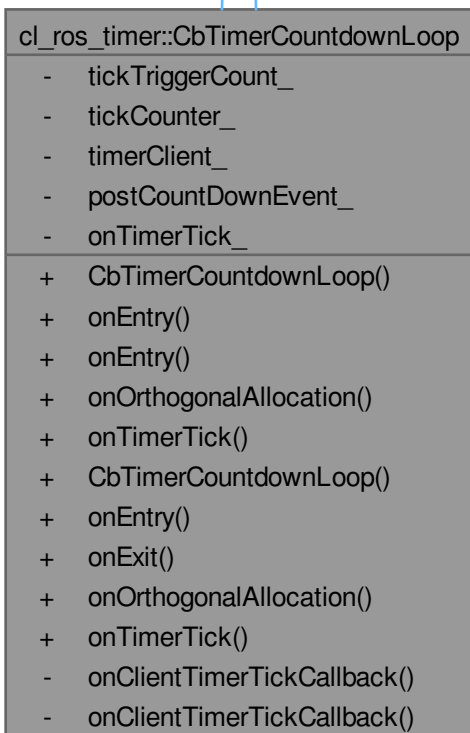 cl_ros_timer::CbTimerCountdownLoop
- tickTriggerCount_
- tickCounter_
- timerClient_
- postCountDownEvent_
- onTimerTick_
+ CbTimerCountdownLoop()
+ onEntry()
+ onEntry()
+ onOrthogonalAllocation()
+ onTimerTick()
+ CbTimerCountdownLoop()
+ onEntry()
+ onExit()
+ onOrthogonalAllocation()
+ onTimerTick()
- onClientTimerTickCallback()
- onClientTimerTickCallback()